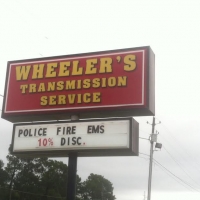 WHEELER'S
TRANSMISSION
SERVICE
POLICE FIRE EMS
10% DISC.